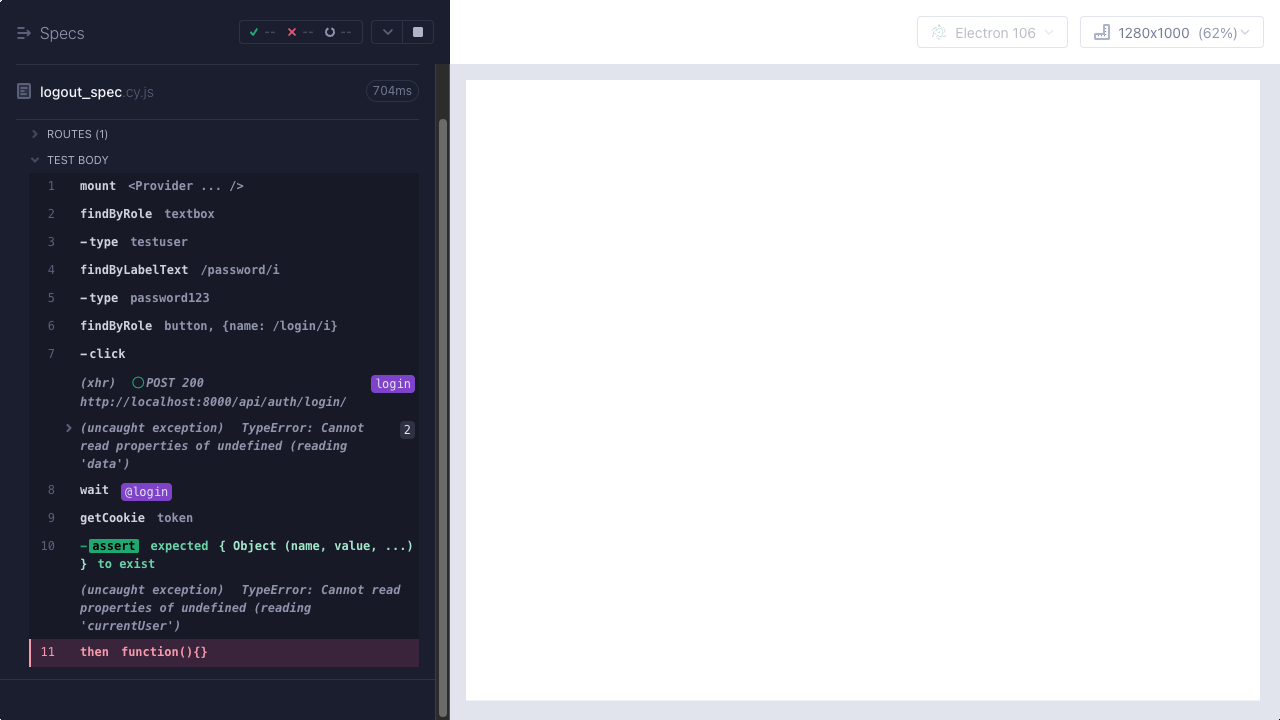 Specs
-- -- --
Electron 106
1280x1000 (62%)
logout_spec.cy.js
704ms
ROUTES (1)
TEST BODY
1 mount <Provider ... />
2 findByRole textbox
3 -type testuser
4 findByLabelText /password/i
5 -type password123
6 findByRole button, {name: /login/i}
7 -click
(xhr) POST 200 login
http://localhost:8000/api/auth/login/
(uncaught exception) TypeError: Cannot 2
read properties of undefined (reading
'data')
8 wait @login
9 getCookie token
10 -assert expected { Object (name, value, ...)
} to exist
(uncaught exception) TypeError: Cannot read
properties of undefined (reading
'currentUser')
11 then function(){}